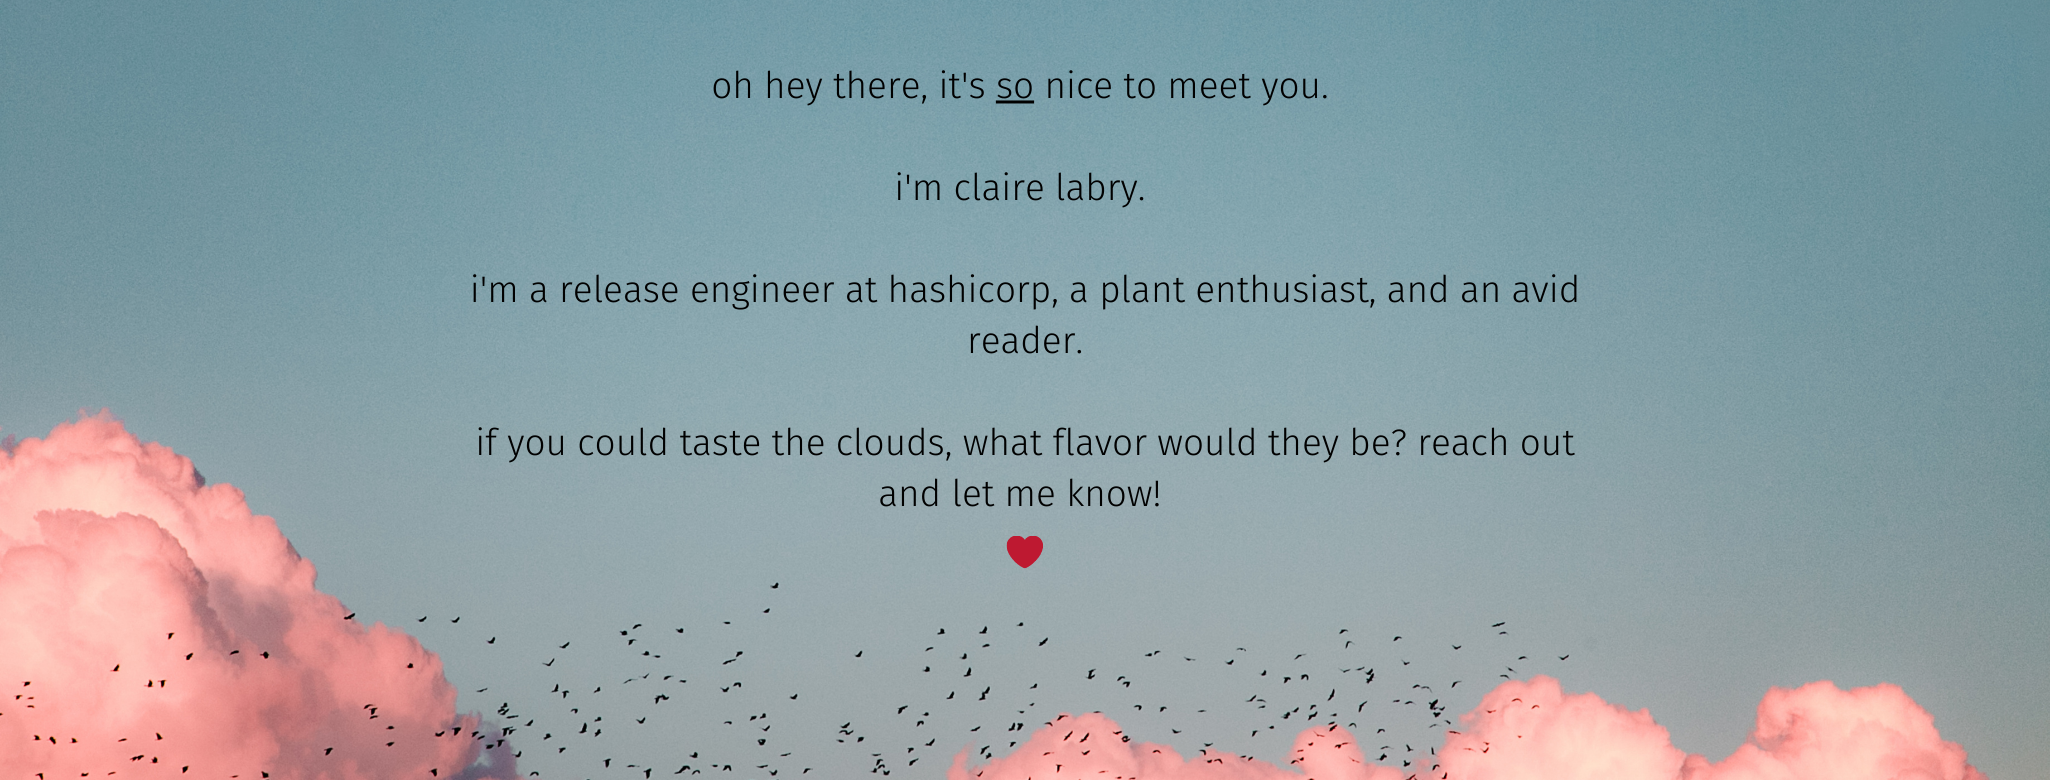 oh hey there, it's so nice to meet you.
i'm claire labry.
i'm a release engineer at hashicorp, a plant enthusiast, and an avid
reader.
if you could taste the clouds, what flavor would they be? reach out
and let me know!